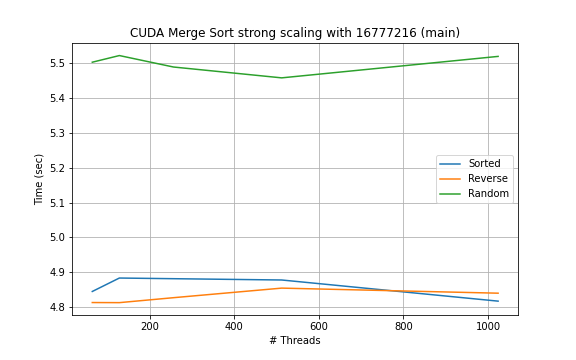 CUDA Merge Sort strong scaling with 16777216 (main)
5.5
5.4
5.3
5.2
5.1
5.0
4.9
4.8
Time (sec)
Sorted
Reverse
Random
200
400
600
800
1000
# Threads